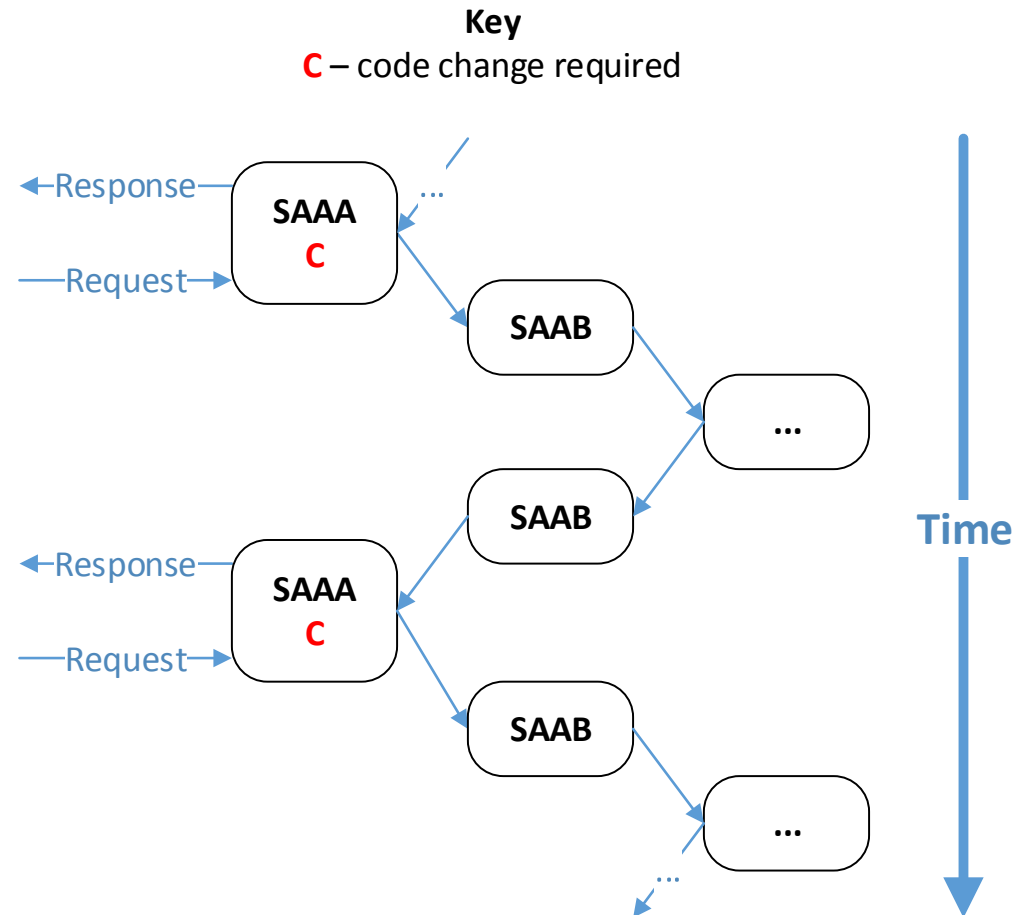 Key
C – code change required
...
Response
SAAA
C
Request
SAAB
...
SAAB
Time
Response
SAAA
C
Request
SAAB
...
...